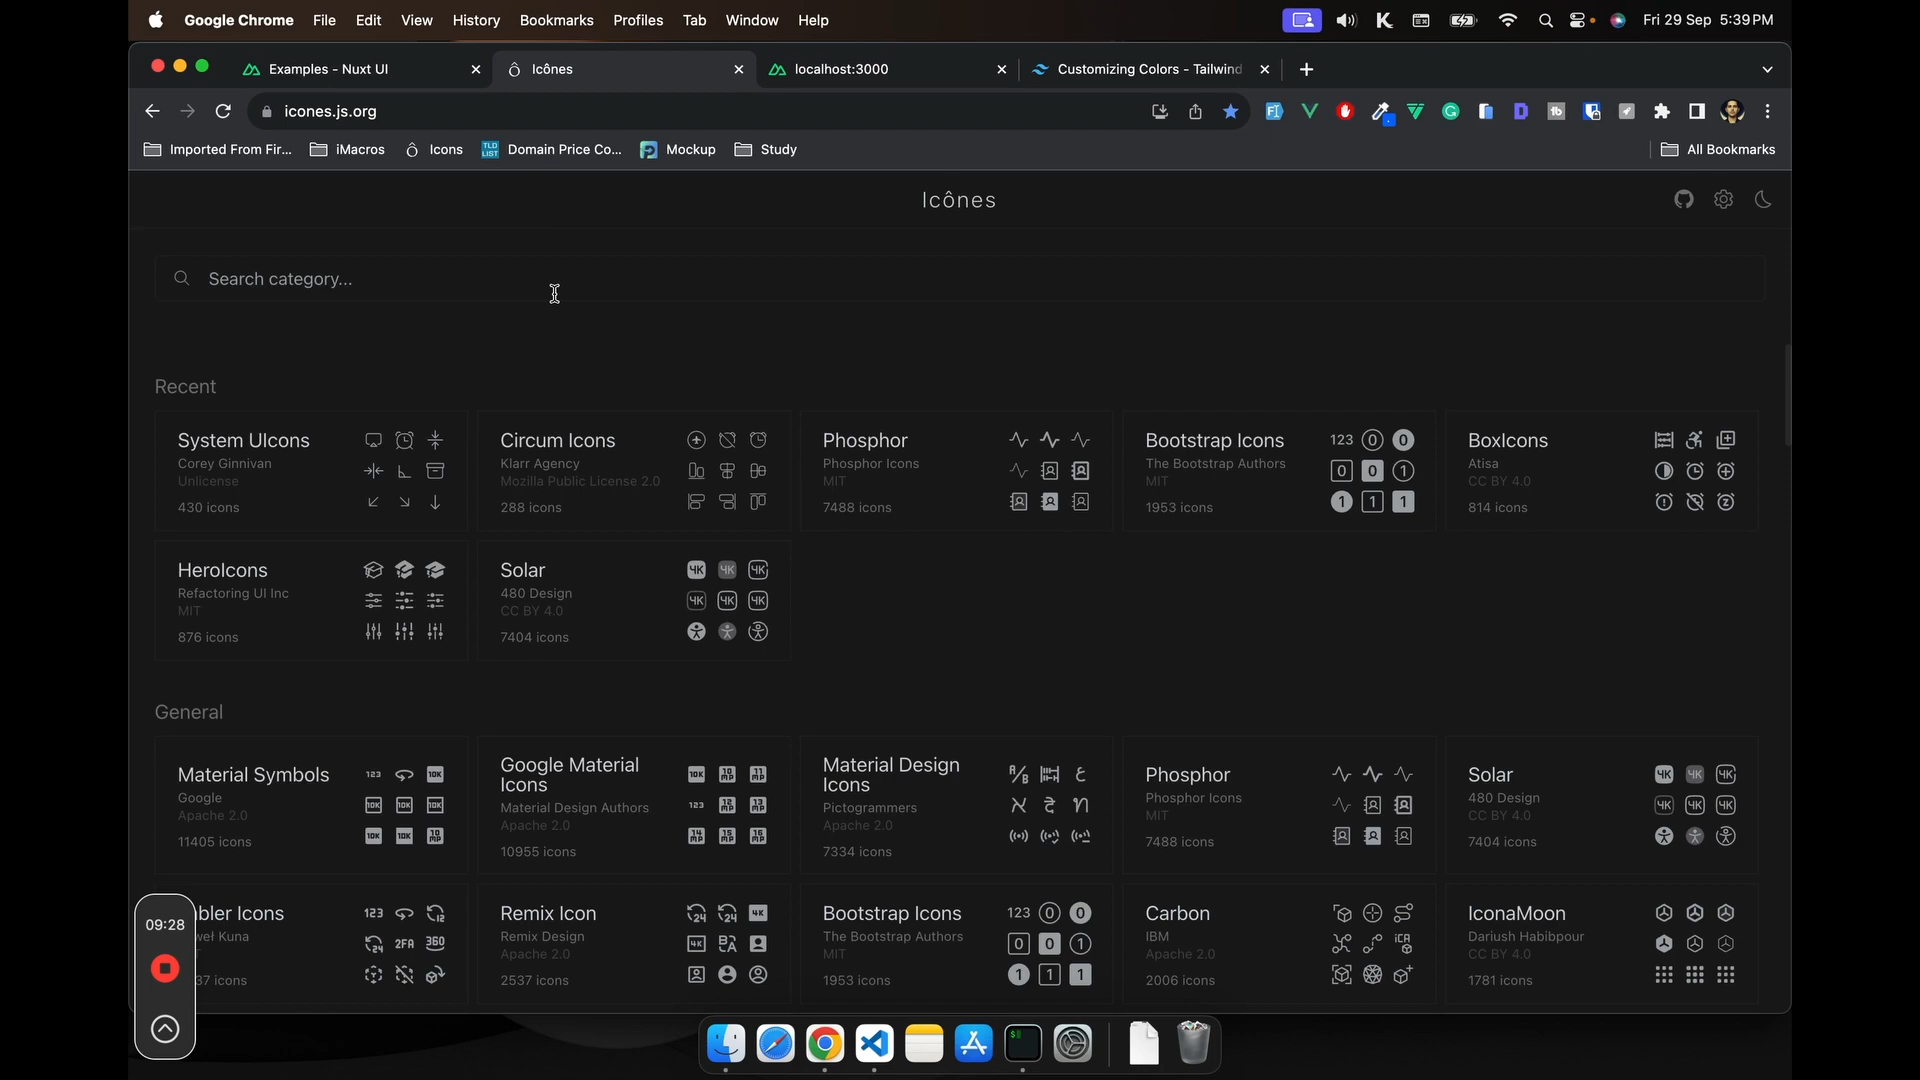 Google Chrome File Edit View History Bookmarks Profiles Tab Window Help
Fri 29 Sep 5:39 PM
Examples - Nuxt UI
Icônes
localhost:3000
Customizing Colors - Tailwind
icones.js.org
Imported From Fir...
iMacros
Icons
Domain Price Co...
Mockup
Study
All Bookmarks
Icônes
Search category...
Recent
System UIcons
Corey Ginnivan
Unlicense
430 icons
Circum Icons
Klarr Agency
Mozilla Public License 2.0
288 icons
Phosphor
Phosphor Icons
MIT
7488 icons
Bootstrap Icons
The Bootstrap Authors
MIT
1953 icons
BoxIcons
Atisa
CC BY 4.0
814 icons
HeroIcons
Refactoring UI Inc
MIT
876 icons
Solar
480 Design
CC BY 4.0
7404 icons
General
Material Symbols
Google
Apache 2.0
11405 icons
Google Material
Icons
Material Design Authors
Apache 2.0
10955 icons
Material Design
Icons
Pictogrammers
Apache 2.0
7334 icons
Phosphor
Phosphor Icons
MIT
7488 icons
Solar
480 Design
CC BY 4.0
7404 icons
bler Icons
weł Kuna
37 icons
Remix Icon
Remix Design
Apache 2.0
2537 icons
Bootstrap Icons
The Bootstrap Authors
MIT
1953 icons
Carbon
IBM
Apache 2.0
2006 icons
IconaMoon
Dariush Habibpour
CC BY 4.0
1781 icons
09:28